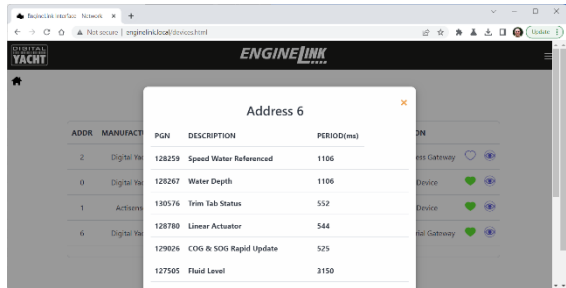 EngineLink Interface - Network
Not secure | enginelink.local/devices.html
Update
DIGITAL
YACHT
ENGINELINK
Address 6
ADDR MANUFACTU
PGN DESCRIPTION PERIOD(ms)
ON
128259 Speed Water Referenced 1106
2 Digital Yac ess Gateway
128267 Water Depth 1106
0 Digital Yac Device
130576 Trim Tab Status 552
1 Actisens Device
128780 Linear Actuator 544
6 Digital Yac rial Gateway
129026 COG & SOG Rapid Update 525
127505 Fluid Level 3150